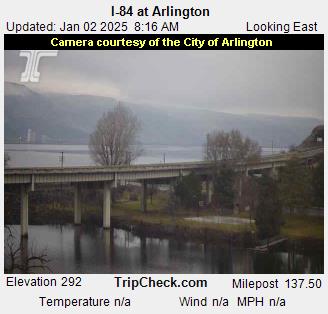 I-84 at Arlington
Updated: Jan 02 2025 8:16 AM Looking East
Camera courtesy of the City of Arlington
Elevation 292 TripCheck.com Milepost 137.50
Temperature n/a Wind n/a MPH n/a